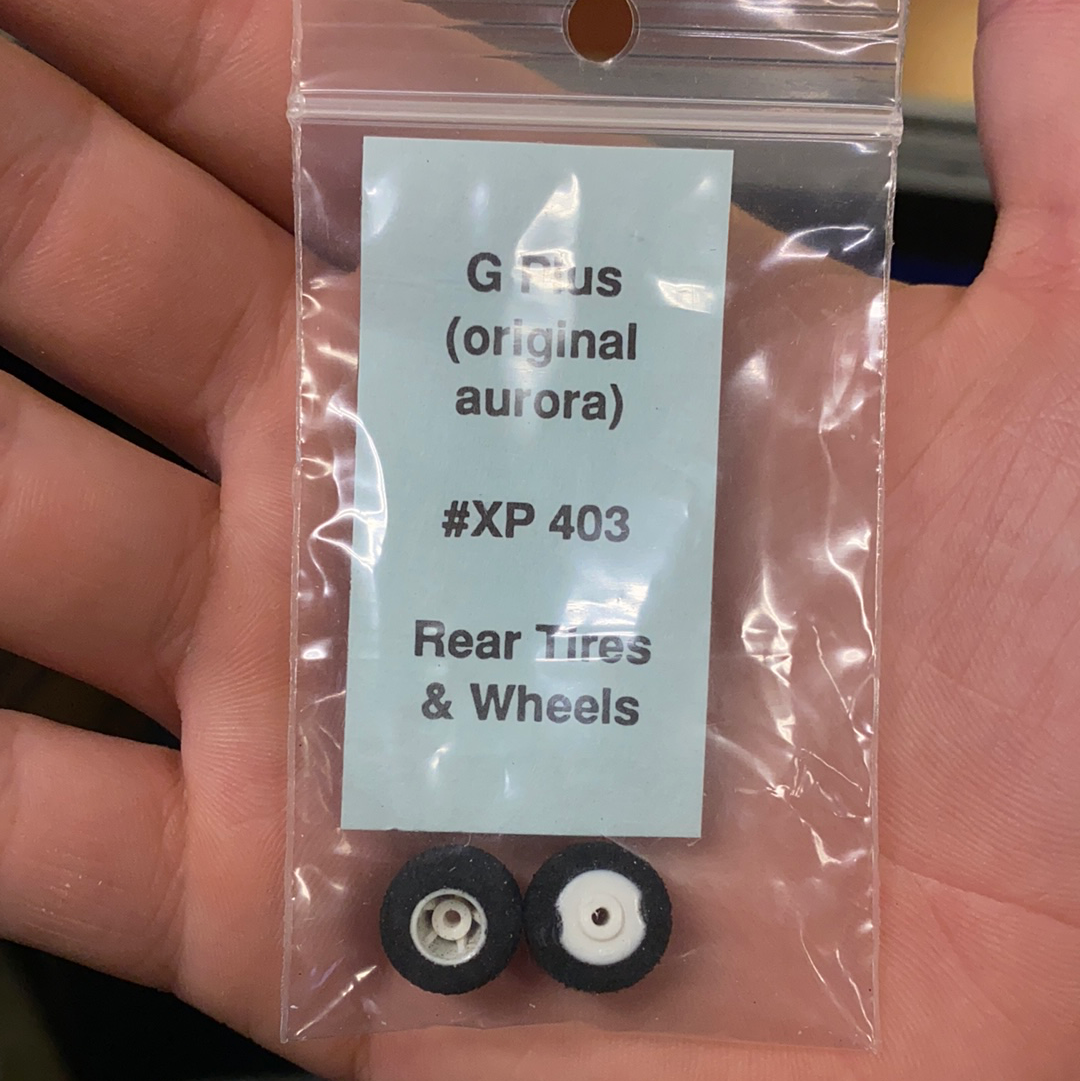 G Plus
(original
aurora)
#XP 403
Rear Tires
& Wheels